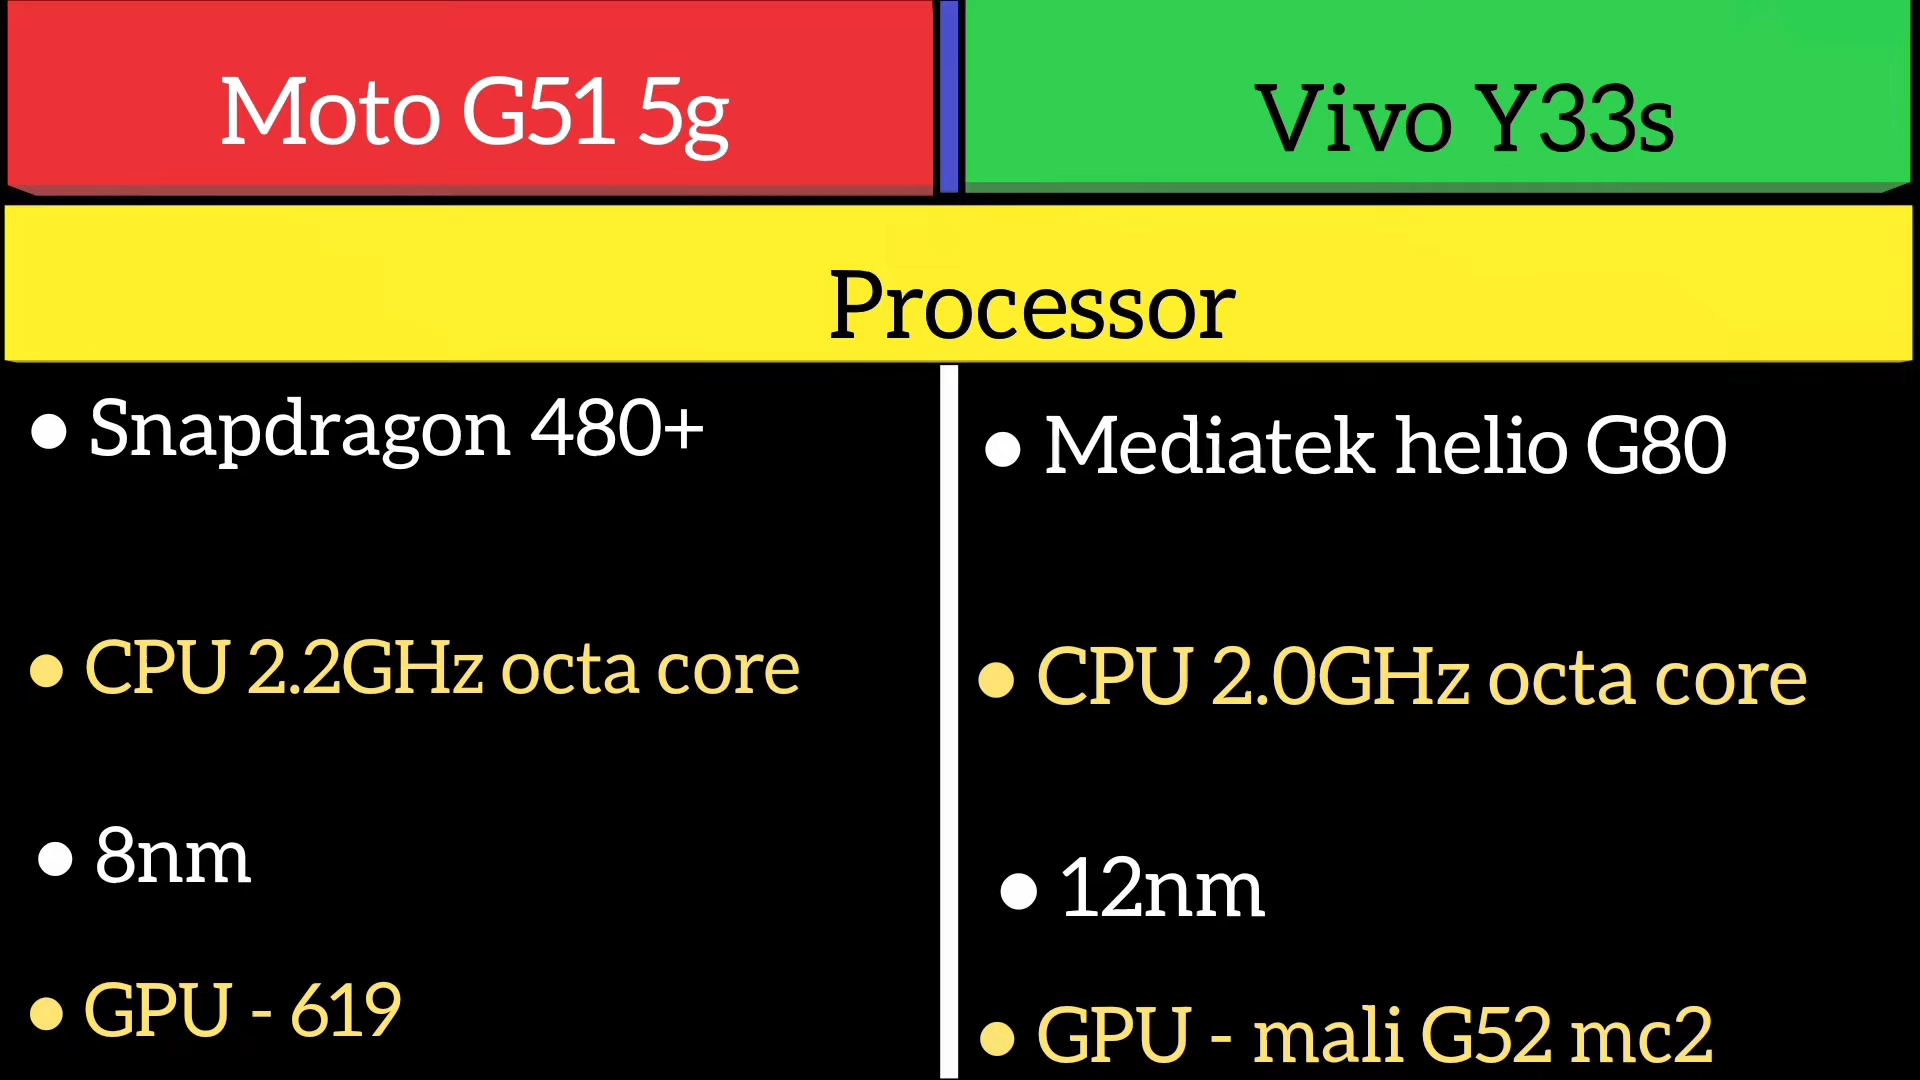 Moto G51 5g
Vivo Y33s
Processor
● Snapdragon 480+
● CPU 2.2GHz octa core
● 8nm
● GPU - 619
● Mediatek helio G80
● CPU 2.0GHz octa core
● 12nm
● GPU - mali G52 mc2